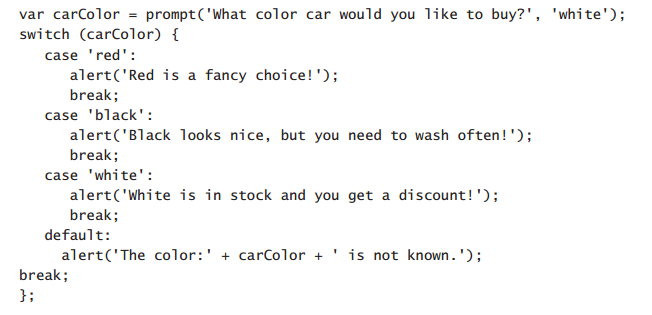 var carColor = prompt('What color car would you like to buy?', 'white');
switch (carColor) {
   case 'red':
      alert('Red is a fancy choice!');
      break;
   case 'black':
      alert('Black looks nice, but you need to wash often!');
      break;
   case 'white':
      alert('White is in stock and you get a discount!');
      break;
   default:
     alert('The color:' + carColor + ' is not known.');
break;
};